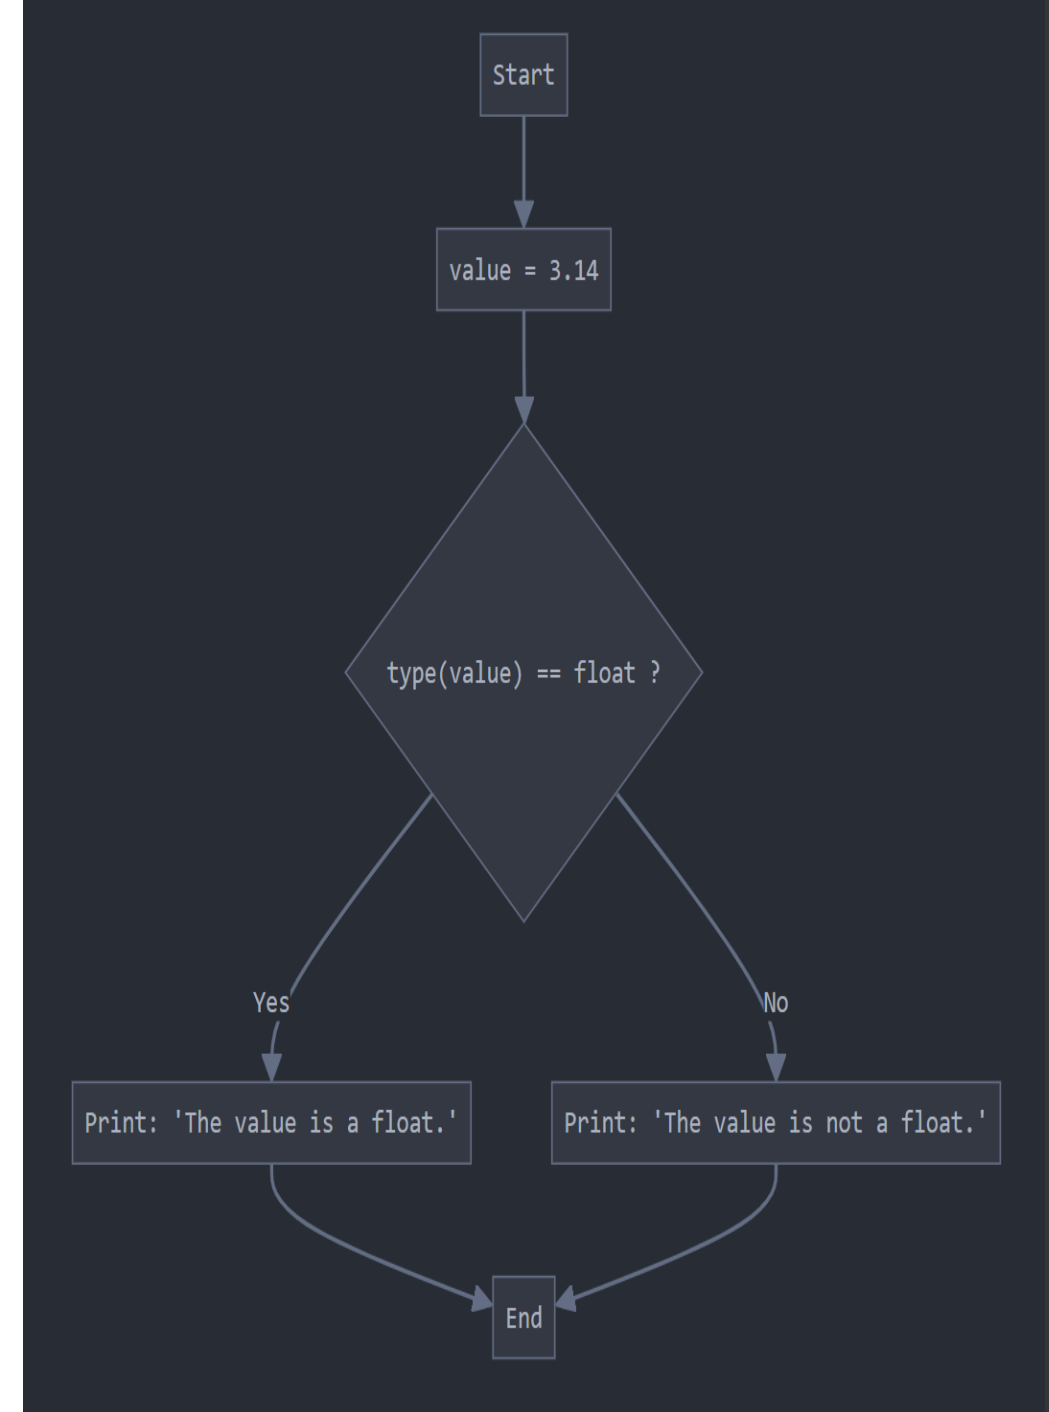 Start
value = 3.14
type(value) == float ?
Yes
No
Print: 'The value is a float.'
Print: 'The value is not a float.'
End